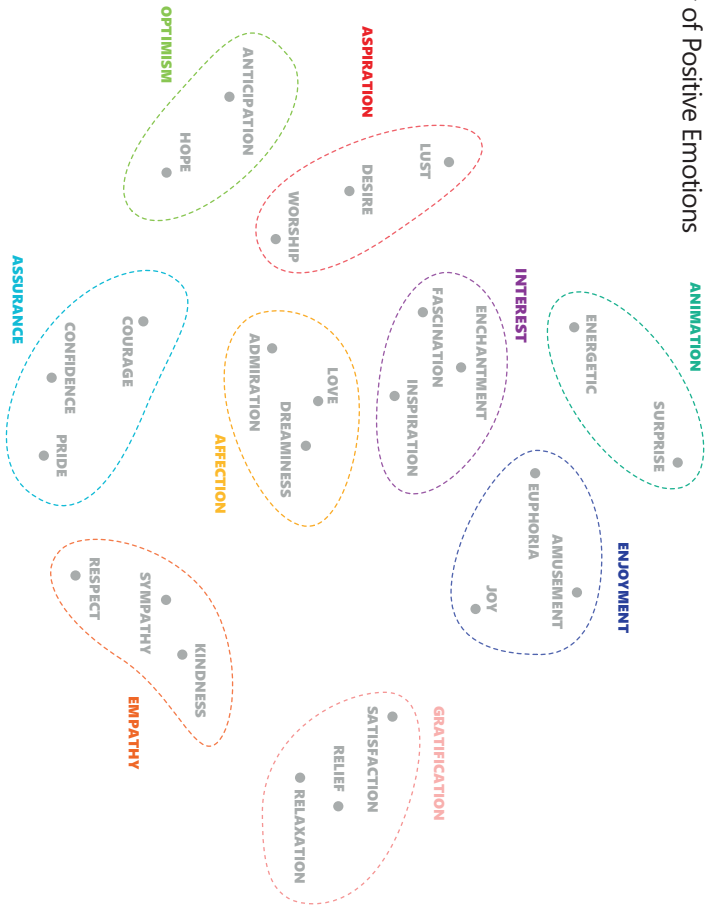 of Positive Emotions
ANIMATION
SURPRISE
ENERGETIC
ENJOYMENT
AMUSEMENT
EUPHORIA
JOY
INTEREST
ENCHANTMENT
FASCINATION
INSPIRATION
GRATIFICATION
SATISFACTION
RELIEF
RELAXATION
ASPIRATION
LUST
DESIRE
WORSHIP
LOVE
DREAMINESS
ADMIRATION
AFFECTION
OPTIMISM
ANTICIPATION
HOPE
KINDNESS
SYMPATHY
RESPECT
EMPATHY
COURAGE
CONFIDENCE
PRIDE
ASSURANCE